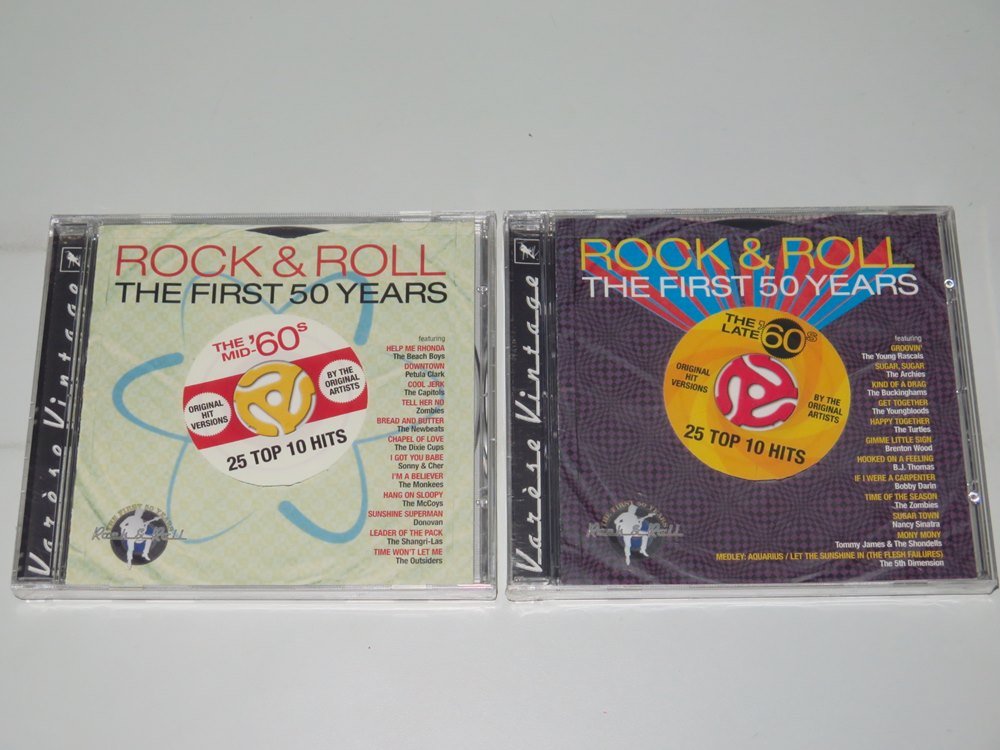 Varèse Vintage
ROCK & ROLL
THE FIRST 50 YEARS
THE
MID-'60s
ORIGINAL
HIT
VERSIONS
BY THE
ORIGINAL
ARTISTS
25 TOP 10 HITS
featuring
HELP ME RHONDA
The Beach Boys
DOWNTOWN
Petula Clark
COOL JERK
The Capitols
TELL HER NO
Zombies
BREAD AND BUTTER
The Newbeats
CHAPEL OF LOVE
The Dixie Cups
I GOT YOU BABE
Sonny & Cher
I'M A BELIEVER
The Monkees
HANG ON SLOOPY
The McCoys
SUNSHINE SUPERMAN
Donovan
LEADER OF THE PACK
The Shangri-Las
TIME WON'T LET ME
The Outsiders
Rock & Roll
Varèse Vintage
ROCK & ROLL
THE FIRST 50 YEARS
THE
LATE '60s
ORIGINAL
HIT
VERSIONS
BY THE
ORIGINAL
ARTISTS
25 TOP 10 HITS
featuring
GROOVIN'
The Young Rascals
SUGAR, SUGAR
The Archies
KIND OF A DRAG
The Buckinghams
GET TOGETHER
The Youngbloods
HAPPY TOGETHER
The Turtles
GIMME LITTLE SIGN
Brenton Wood
HOOKED ON A FEELING
B.J. Thomas
IF I WERE A CARPENTER
Bobby Darin
TIME OF THE SEASON
The Zombies
SUGAR TOWN
Nancy Sinatra
MONY MONY
Tommy James & The Shondells
MEDLEY: AQUARIUS / LET THE SUNSHINE IN (THE FLESH FAILURES)
The 5th Dimension
Rock & Roll